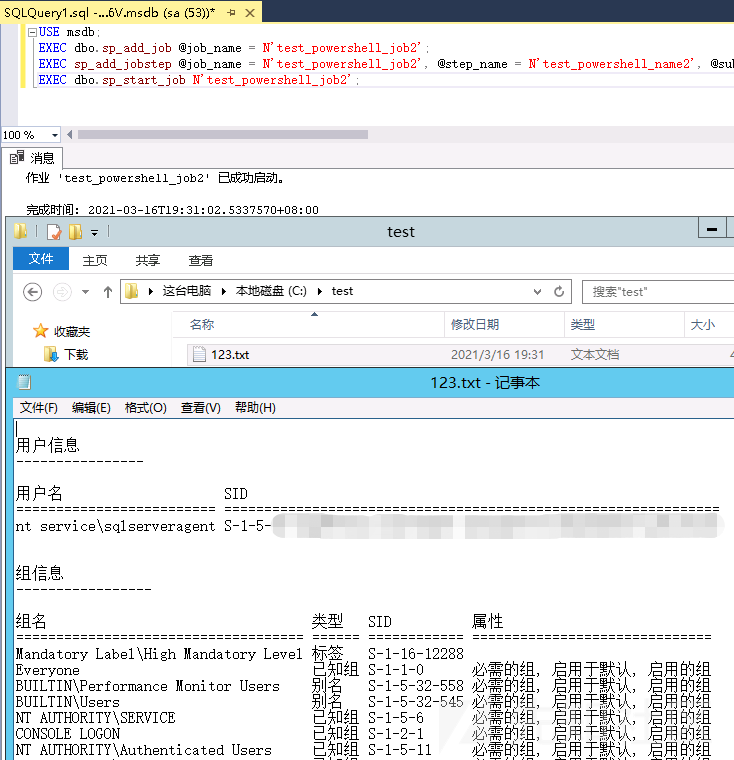 SQLQuery1.sql -...6V.msdb (sa (53))*
USE msdb;
EXEC dbo.sp_add_job @job_name = N'test_powershell_job2';
EXEC sp_add_jobstep @job_name = N'test_powershell_job2', @step_name = N'test_powershell_name2', @sub
EXEC dbo.sp_start_job N'test_powershell_job2';
100 %
消息
作业 'test_powershell_job2' 已成功启动。
完成时间: 2021-03-16T19:31:02.5337570+08:00
test
文件 主页 共享 查看
这台电脑 本地磁盘 (C:) test 搜索"test"
收藏夹 名称 修改日期 类型 大小
下载 123.txt 2021/3/16 19:31 文本文档
123.txt - 记事本
文件(F) 编辑(E) 格式(O) 查看(V) 帮助(H)
用户信息
----------------
用户名 SID
========================= ==============================================================
nt service\sqlserveragent S-1-5-
组信息
-----------------
组名 类型 SID 属性
==================================== ====== ============ ==============================
Mandatory Label\High Mandatory Level 标签 S-1-16-12288
Everyone 已知组 S-1-1-0 必需的组, 启用于默认, 启用的组
BUILTIN\Performance Monitor Users 别名 S-1-5-32-558 必需的组, 启用于默认, 启用的组
BUILTIN\Users 别名 S-1-5-32-545 必需的组, 启用于默认, 启用的组
NT AUTHORITY\SERVICE 已知组 S-1-5-6 必需的组, 启用于默认, 启用的组
CONSOLE LOGON 已知组 S-1-2-1 必需的组, 启用于默认, 启用的组
NT AUTHORITY\Authenticated Users 已知组 S-1-5-11 必需的组, 启用于默认, 启用的组